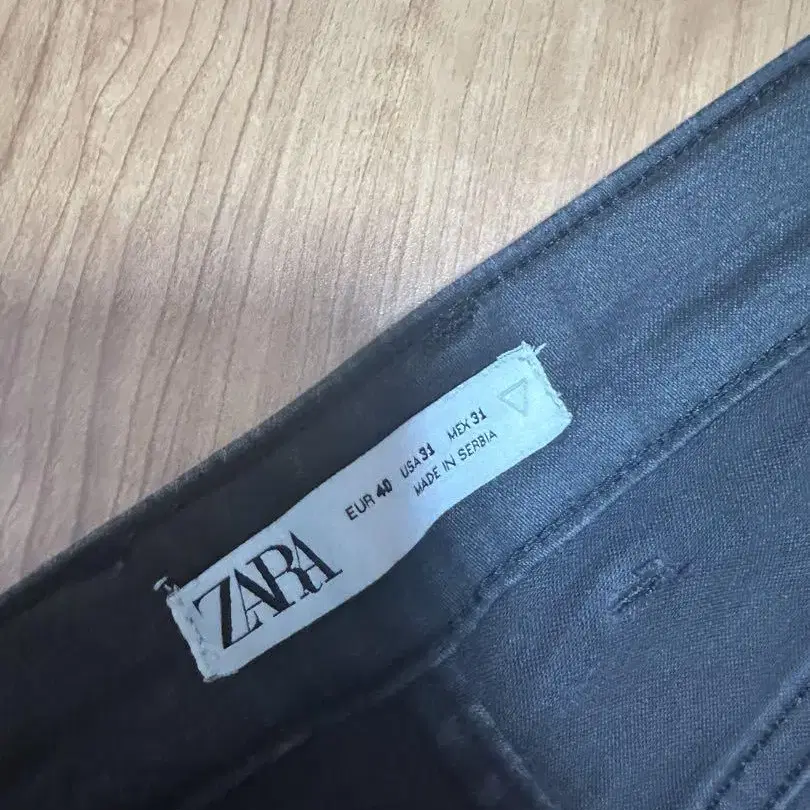 ZARA
EUR 40 USA 31 MEX 31
MADE IN SERBIA